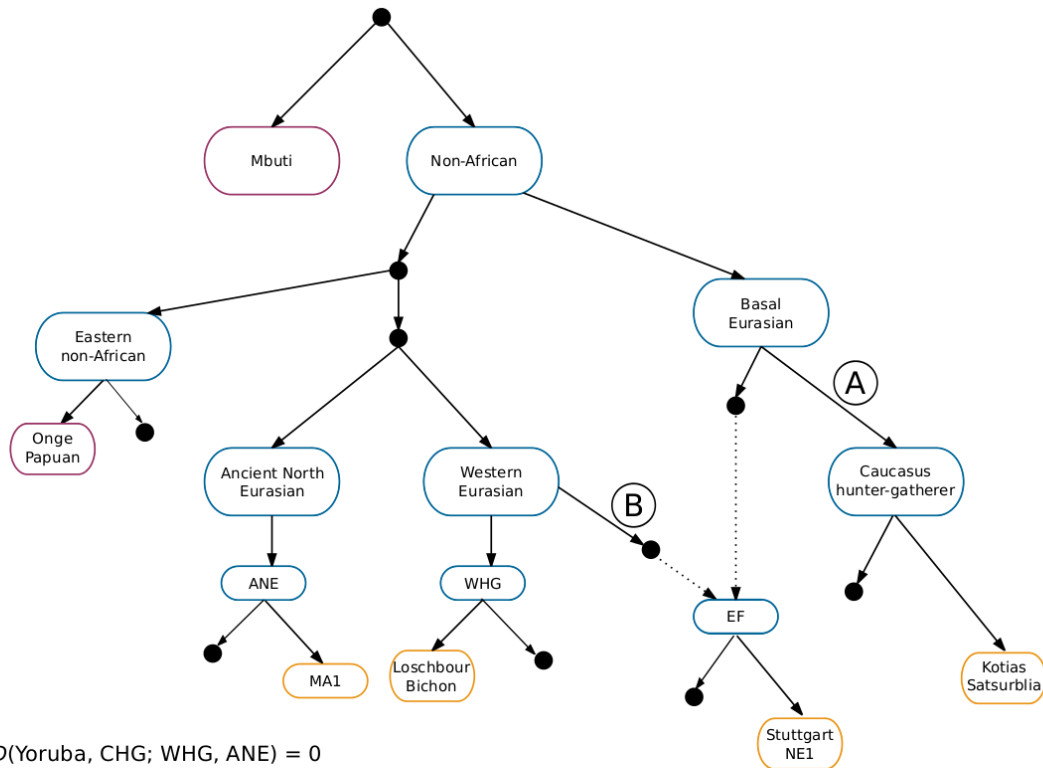 Mbuti
Non-African
Basal
Eurasian
Eastern
non-African
A
Onge
Papuan
Ancient North
Eurasian
Western
Eurasian
Caucasus
hunter-gatherer
B
ANE
WHG
EF
MA1
Loschbour
Bichon
Kotias
Satsurblia
Stuttgart
NE1
D(Yoruba, CHG; WHG, ANE) = 0